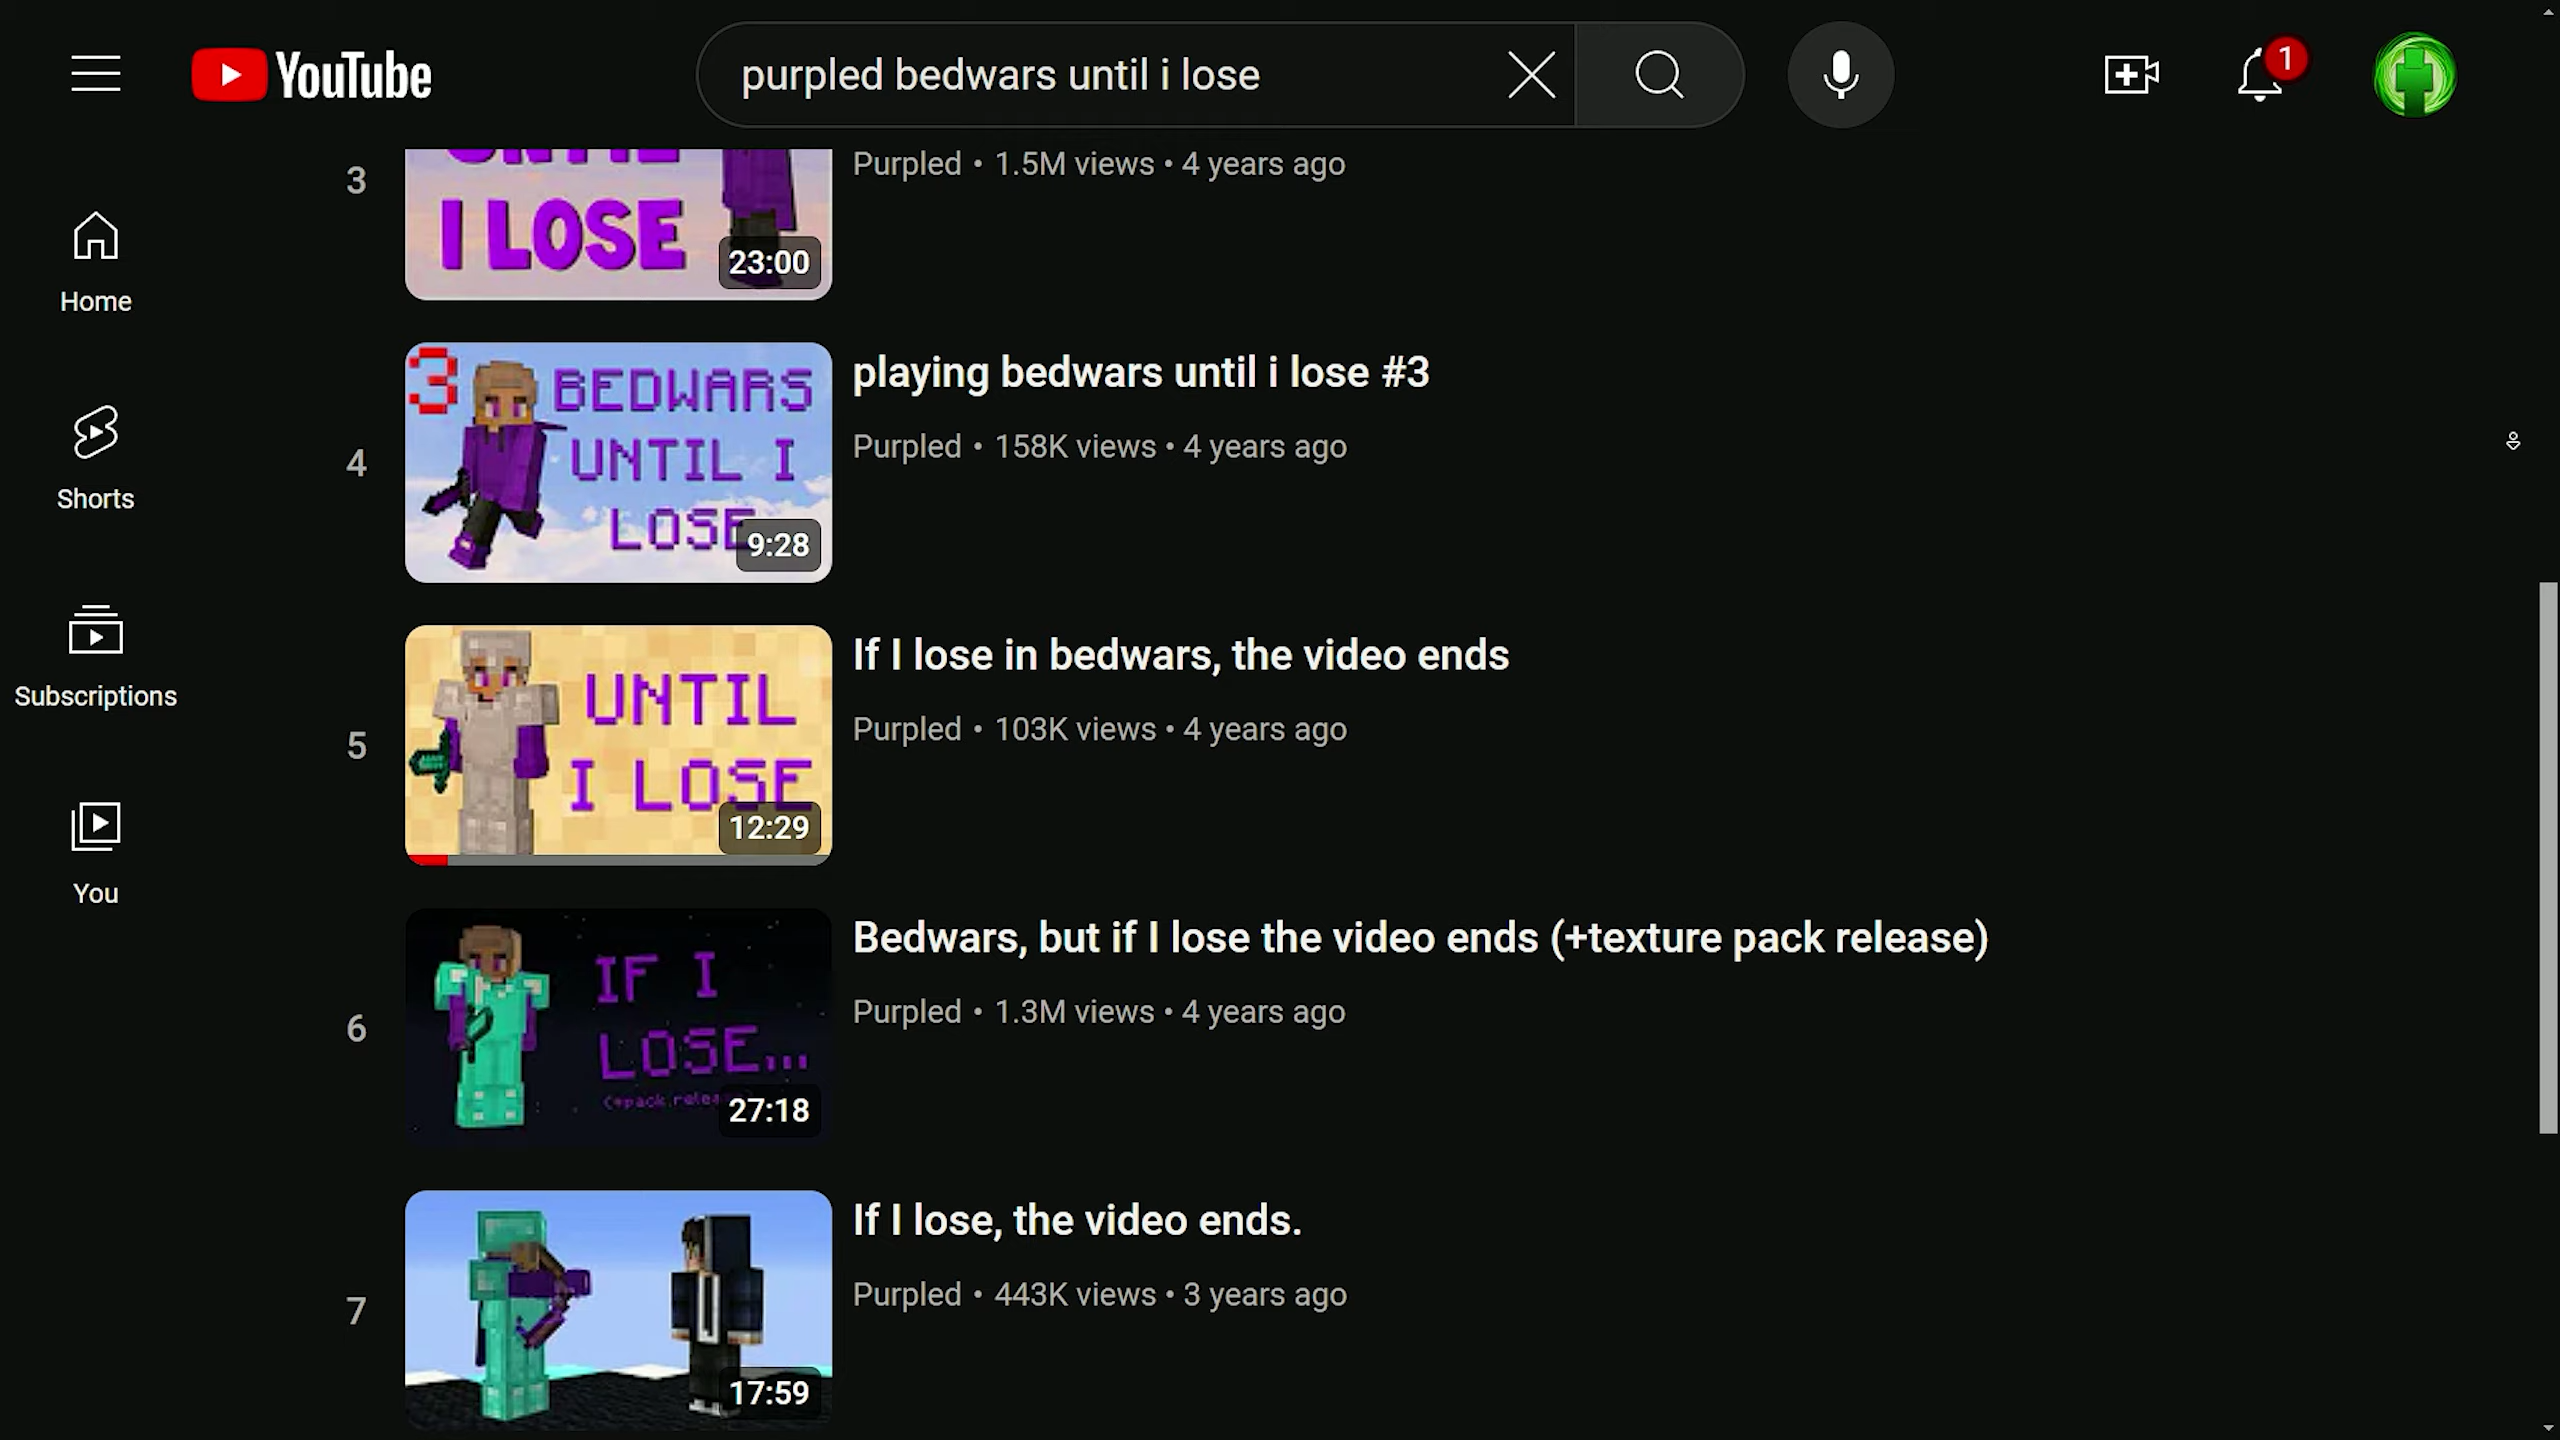 YouTube
purpled bedwars until i lose
1
Home
Shorts
Subscriptions
You
3
I LOSE
23:00
Purpled • 1.5M views • 4 years ago
4
3
BEDWARS
UNTIL I
LOSE
9:28
playing bedwars until i lose #3
Purpled • 158K views • 4 years ago
5
UNTIL
I LOSE
12:29
If I lose in bedwars, the video ends
Purpled • 103K views • 4 years ago
6
IF I
LOSE...
(+pack
27:18
Bedwars, but if I lose the video ends (+texture pack release)
Purpled • 1.3M views • 4 years ago
7
17:59
If I lose, the video ends.
Purpled • 443K views • 3 years ago